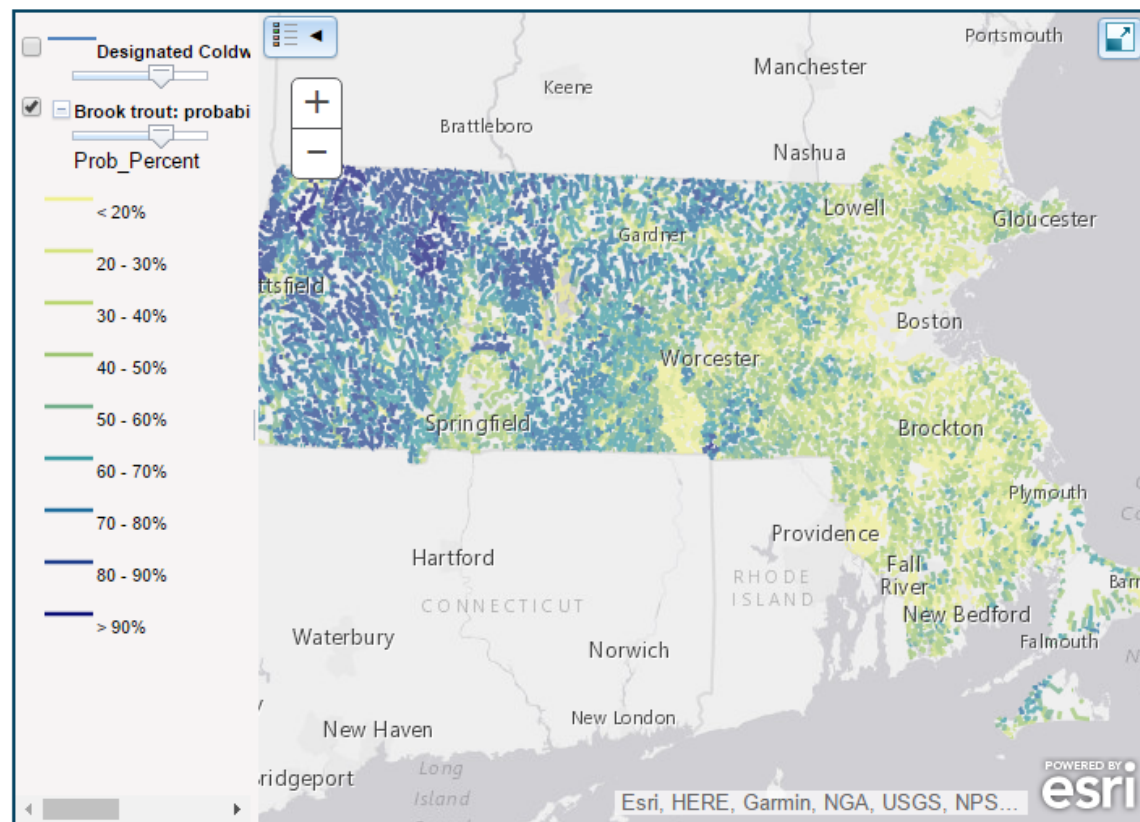 Designated Coldw
Brook trout: probabi
Prob_Percent
< 20%
20 - 30%
30 - 40%
40 - 50%
50 - 60%
60 - 70%
70 - 80%
80 - 90%
> 90%
+
−
Portsmouth
Manchester
Keene
Brattleboro
Nashua
Lowell
Gloucester
Gardner
ttsfield
Boston
Worcester
Springfield
Brockton
Plymouth
Providence
Hartford
Fall
River
RHODE
ISLAND
Barn
CONNECTICUT
New Bedford
Waterbury
Norwich
Falmouth
New London
New Haven
Long
Island
ridgeport
Esri, HERE, Garmin, NGA, USGS, NPS...
POWERED BY
esri